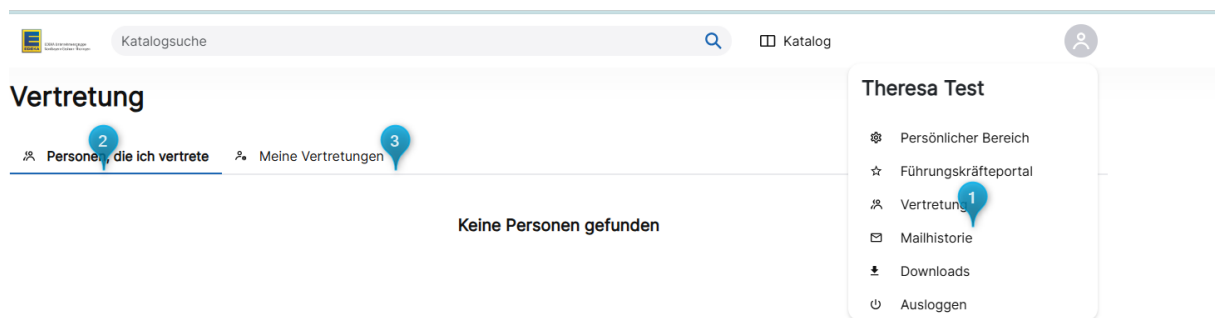 EDEKA
Katalogsuche
Katalog
Theresa Test
Vertretung
2
3
Personen, die ich vertrete
Meine Vertretungen
Persönlicher Bereich
Führungskräfteportal
Vertretung
1
Mailhistorie
Downloads
Ausloggen
Keine Personen gefunden